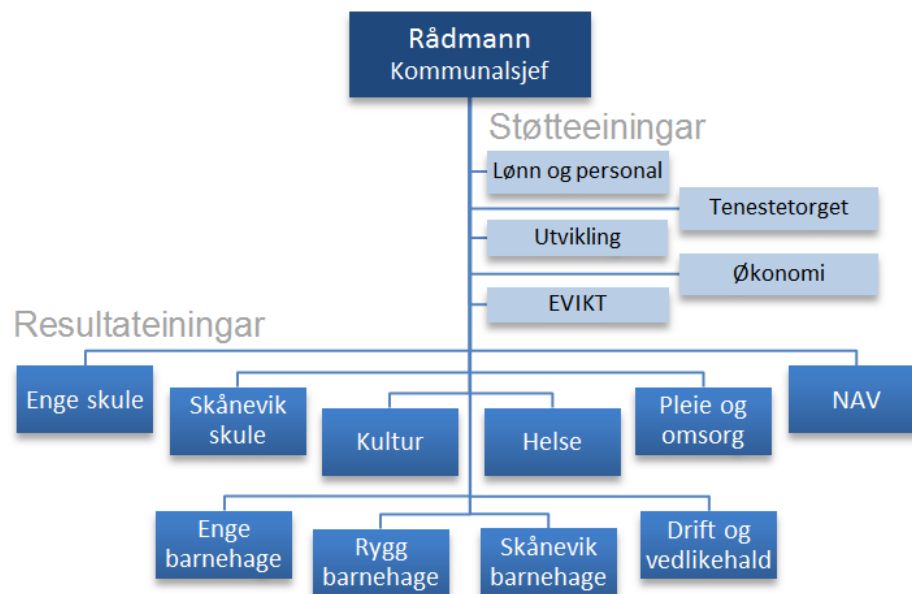 Rådmann
Kommunalsjef
Støtteeiningar
Lønn og personal
Tenestetorget
Utvikling
Økonomi
EVIKT
Resultateiningar
Enge skule
Skånevik
skule
Kultur
Helse
Pleie og
omsorg
NAV
Enge
barnehage
Rygg
barnehage
Skånevik
barnehage
Drift og
vedlikehald